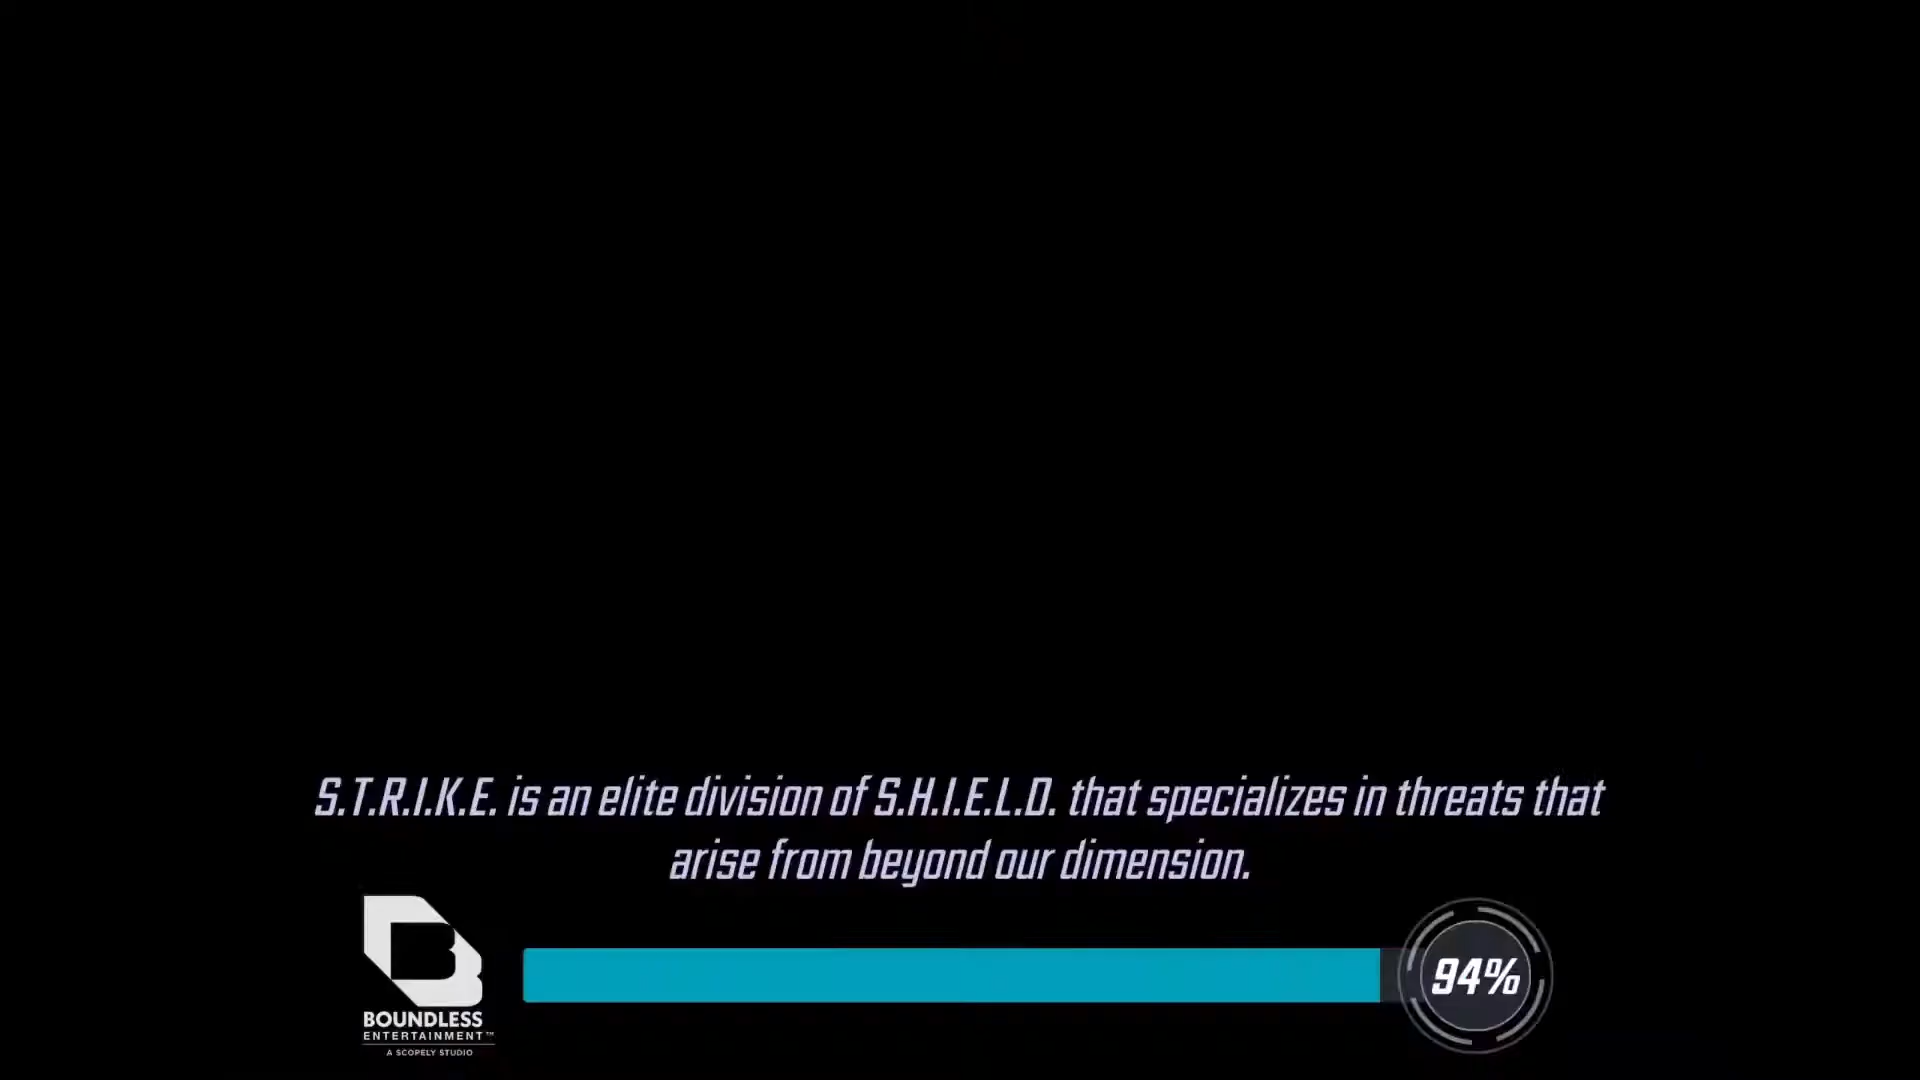 S.T.R.I.K.E. is an elite division of S.H.I.E.L.D. that specializes in threats that
arise from beyond our dimension.
94%
BOUNDLESS
ENTERTAINMENT™
A SCOPELY STUDIO